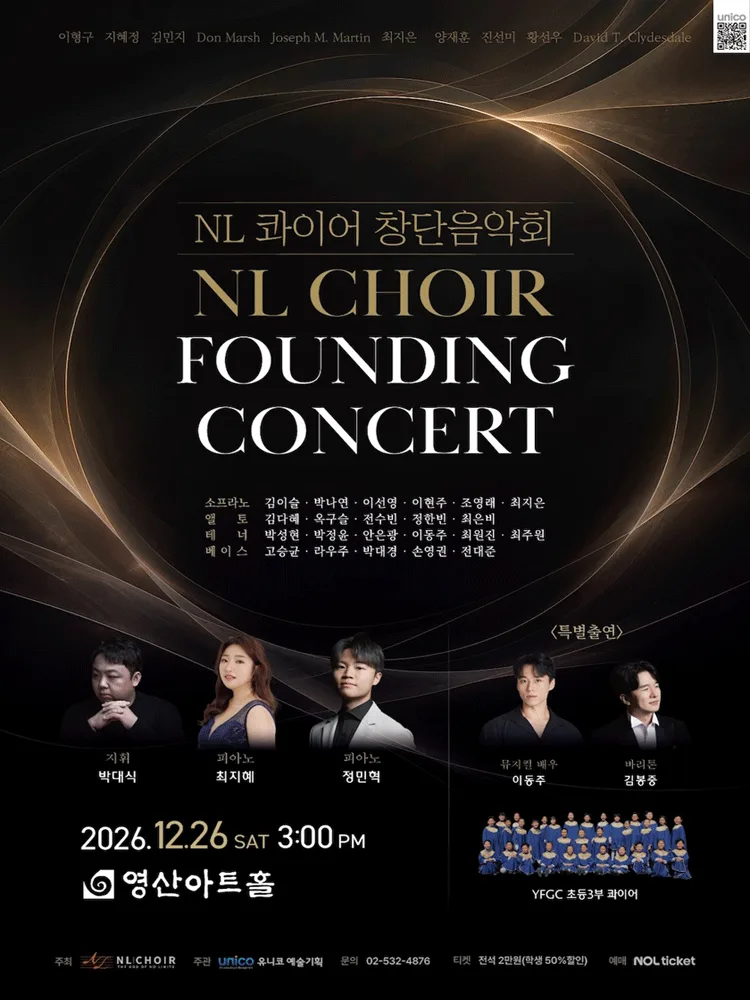 unico
이형구 지혜정 김민지 Don Marsh Joseph M. Martin 최지은 양재훈 진선미 황선우 David T. Clydesdale
NL 콰이어 창단음악회
NL CHOIR
FOUNDING
CONCERT
소프라노 김이슬 · 박나연 · 이선영 · 이현주 · 조영래 · 최지은
앨 토 김다혜 · 옥구슬 · 전수빈 · 정한빈 · 최은비
테 너 박성현 · 박정윤 · 안은광 · 이동주 · 최원진 · 최주원
베 이 스 고승균 · 라우주 · 박대경 · 손영권 · 전대준
〈특별출연〉
지휘
박대식
피아노
최지혜
피아노
정민혁
뮤지컬 배우
이동주
바리톤
김봉중
2026.12.26 SAT 3:00 PM
영산아트홀
YFGC 초등3부 콰이어
주최 NL CHOIR THE END OF NO LIMITS 주관 unico 유니코 예술기획 문의 02-532-4876 티켓 전석 2만원(학생 50%할인) 예매 NOL ticket